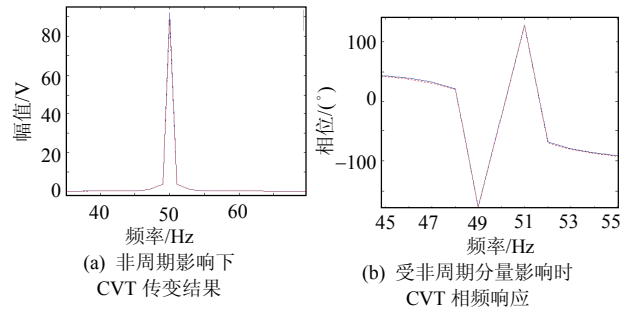 幅值/V
80
60
40
20
0
40
50
60
频率/Hz
(a) 非周期影响下
CVT 传变结果
相位/(°)
100
0
−100
45
47
49
51
53
55
频率/Hz
(b) 受非周期分量影响时
CVT 相频响应